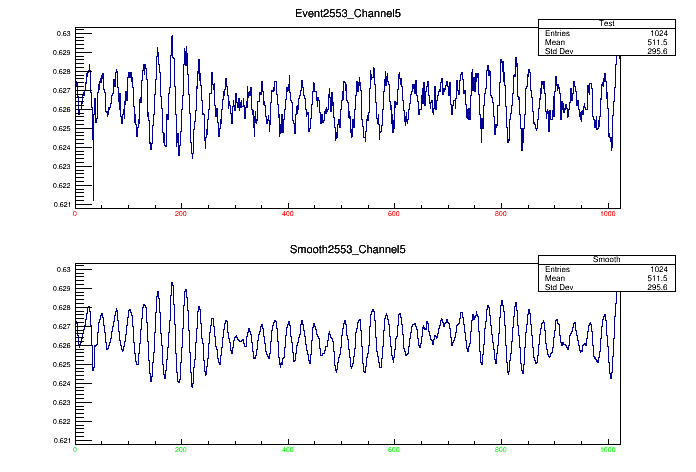 Event2553_Channel5
Test
Entries 1024
Mean 511.5
Std Dev 295.6
0.63
0.629
0.628
0.627
0.626
0.625
0.624
0.623
0.622
0.621
0 200 400 600 800 1000
Smooth2553_Channel5
Smooth
Entries 1024
Mean 511.5
Std Dev 295.6
0.63
0.629
0.628
0.627
0.626
0.625
0.624
0.623
0.622
0.621
0 200 400 600 800 1000